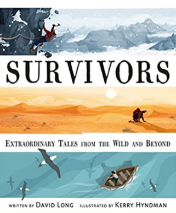 SURVIVORS
EXTRAORDINARY TALES FROM THE WILD AND BEYOND
WRITTEN BY DAVID LONG ILLUSTRATED BY KERRY HYNDMAN